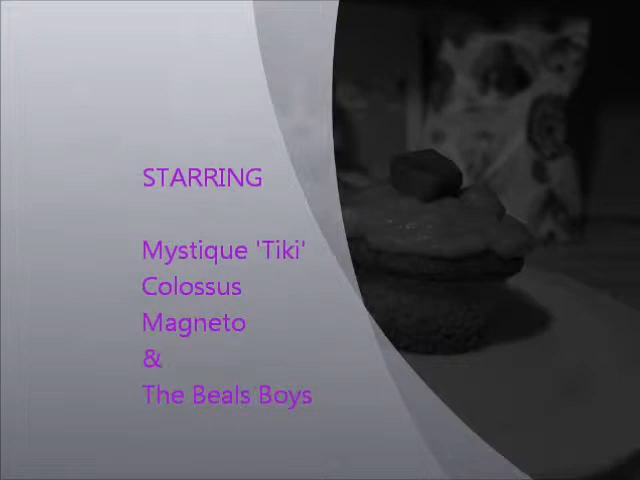 STARRING
Mystique 'Tiki'
Colossus
Magneto
&
The Beals Boys